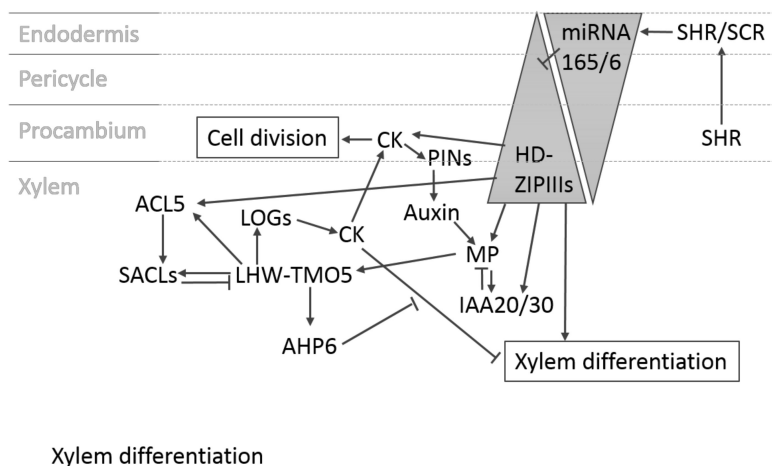 Endodermis
miRNA
165/6
SHR/SCR
Pericycle
Procambium
Cell division
CK
PINs
HD-
ZIPIIIs
SHR
Xylem
ACL5
LOGs
CK
Auxin
MP
SACLs
LHW-TMO5
IAA20/30
AHP6
Xylem differentiation
Xylem differentiation